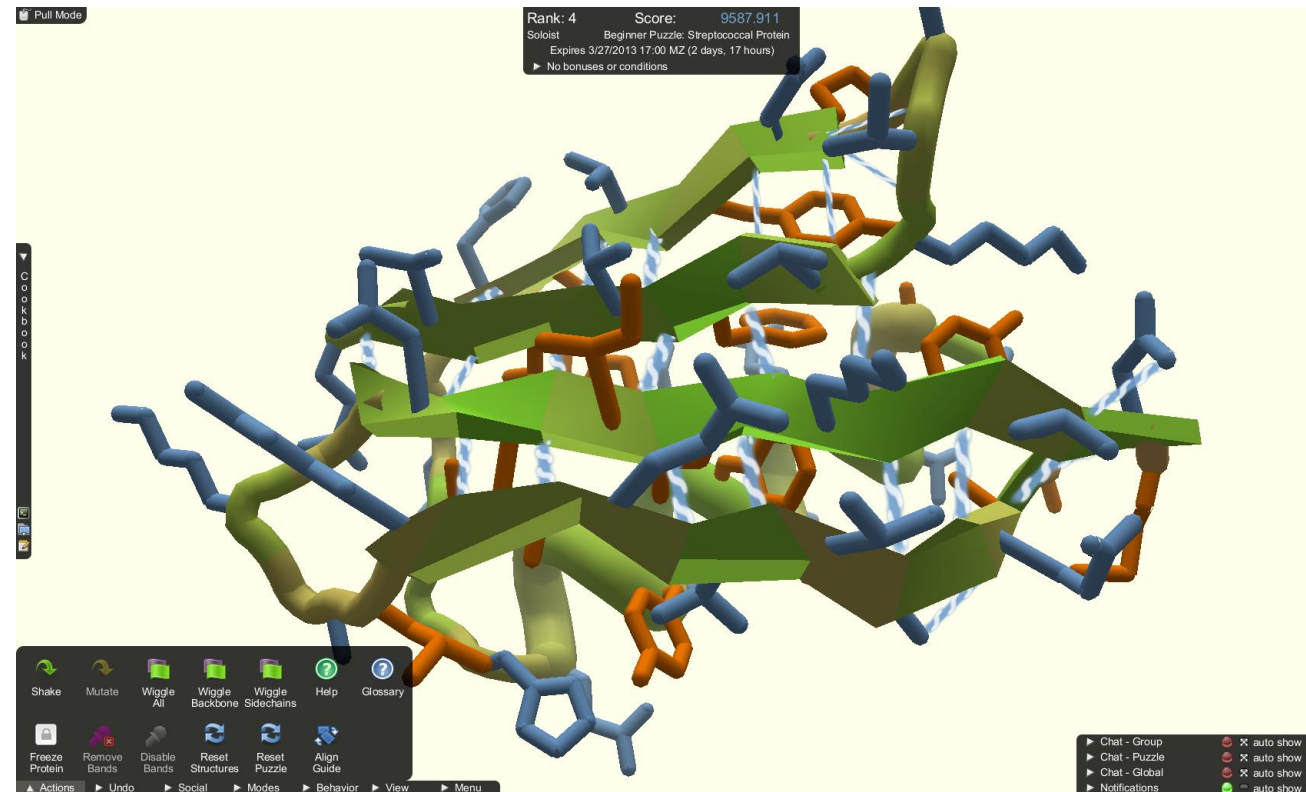 Pull Mode
Rank: 4 Score: 9587.911
Soloist Beginner Puzzle: Streptococcal Protein
Expires 3/27/2013 17:00 MZ (2 days, 17 hours)
▶ No bonuses or conditions
▼
C
o
o
k
b
o
o
k
Shake Mutate Wiggle All Wiggle Backbone Wiggle Sidechains Help Glossary
Freeze Protein Remove Bands Disable Bands Reset Structures Reset Puzzle Align Guide
▲ Actions ▶ Undo ▶ Social ▶ Modes ▶ Behavior ▶ View ▶ Menu
▶ Chat - Group auto show
▶ Chat - Puzzle auto show
▶ Chat - Global auto show
▶ Notifications auto show